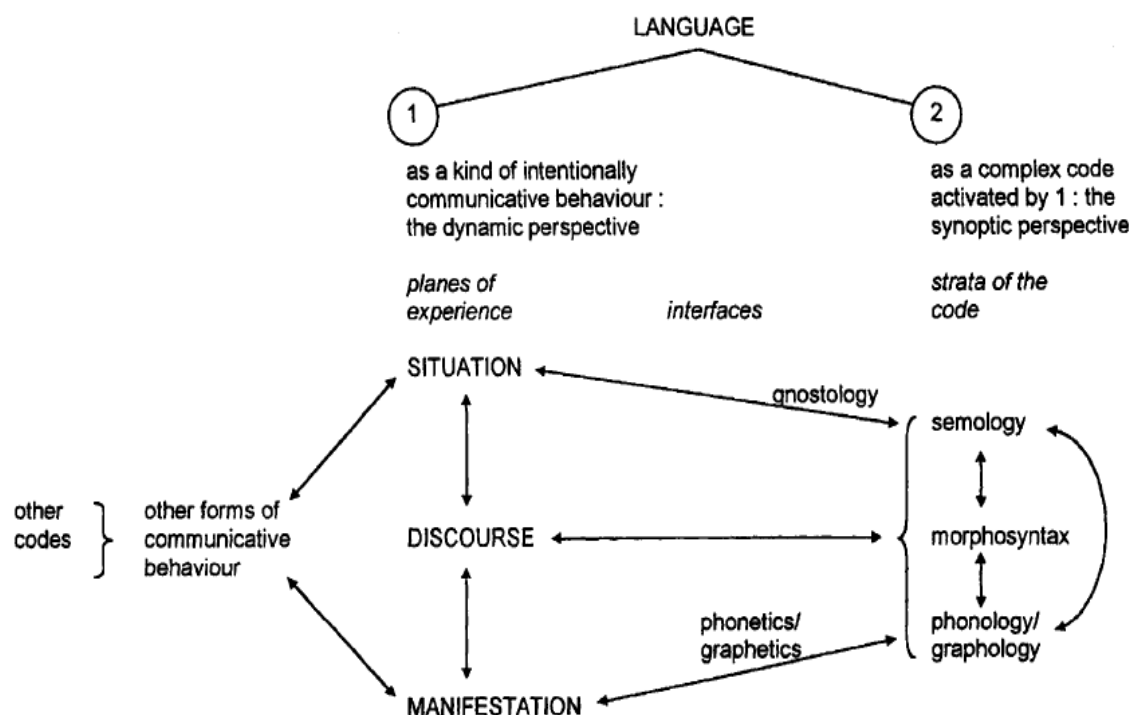 LANGUAGE
1
2
as a kind of intentionally
communicative behaviour :
the dynamic perspective
as a complex code
activated by 1 : the
synoptic perspective
planes of
experience
interfaces
strata of the
code
SITUATION
gnostology
semology
other
codes
other forms of
communicative
behaviour
DISCOURSE
morphosyntax
phonetics/
graphetics
phonology/
graphology
MANIFESTATION